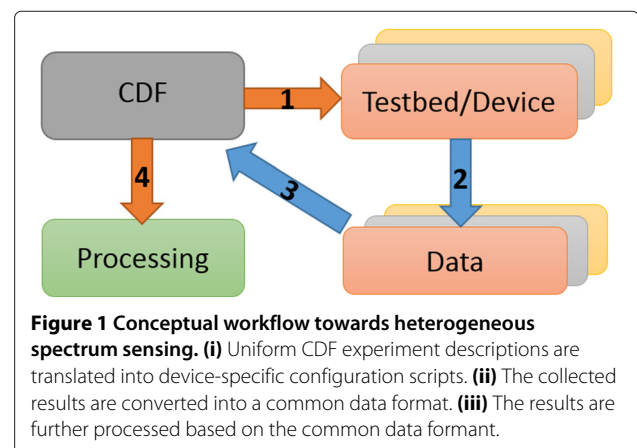 CDF
1
Testbed/Device
4
3
2
Processing
Data
Figure 1 Conceptual workflow towards heterogeneous
spectrum sensing. (i) Uniform CDF experiment descriptions are
translated into device-specific configuration scripts. (ii) The collected
results are converted into a common data format. (iii) The results are
further processed based on the common data formant.